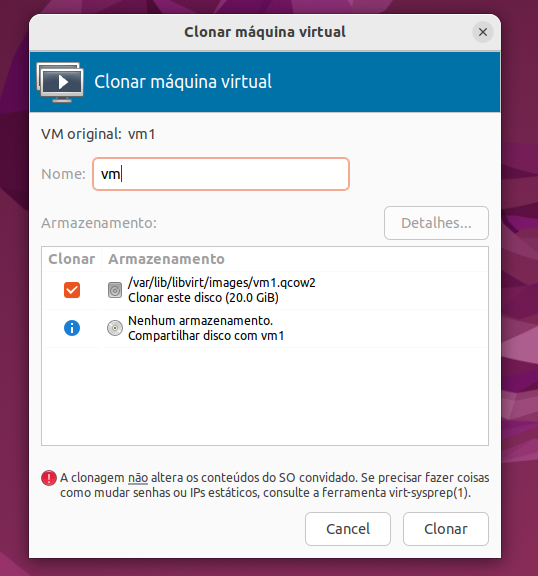 Clonar máquina virtual
Clonar máquina virtual
VM original: vm1
Nome: vm
Armazenamento: Detalhes...
Clonar Armazenamento
/var/lib/libvirt/images/vm1.qcow2
Clonar este disco (20.0 GiB)
Nenhum armazenamento.
Compartilhar disco com vm1
A clonagem não altera os conteúdos do SO convidado. Se precisar fazer coisas
como mudar senhas ou IPs estáticos, consulte a ferramenta virt-sysprep(1).
Cancel Clonar